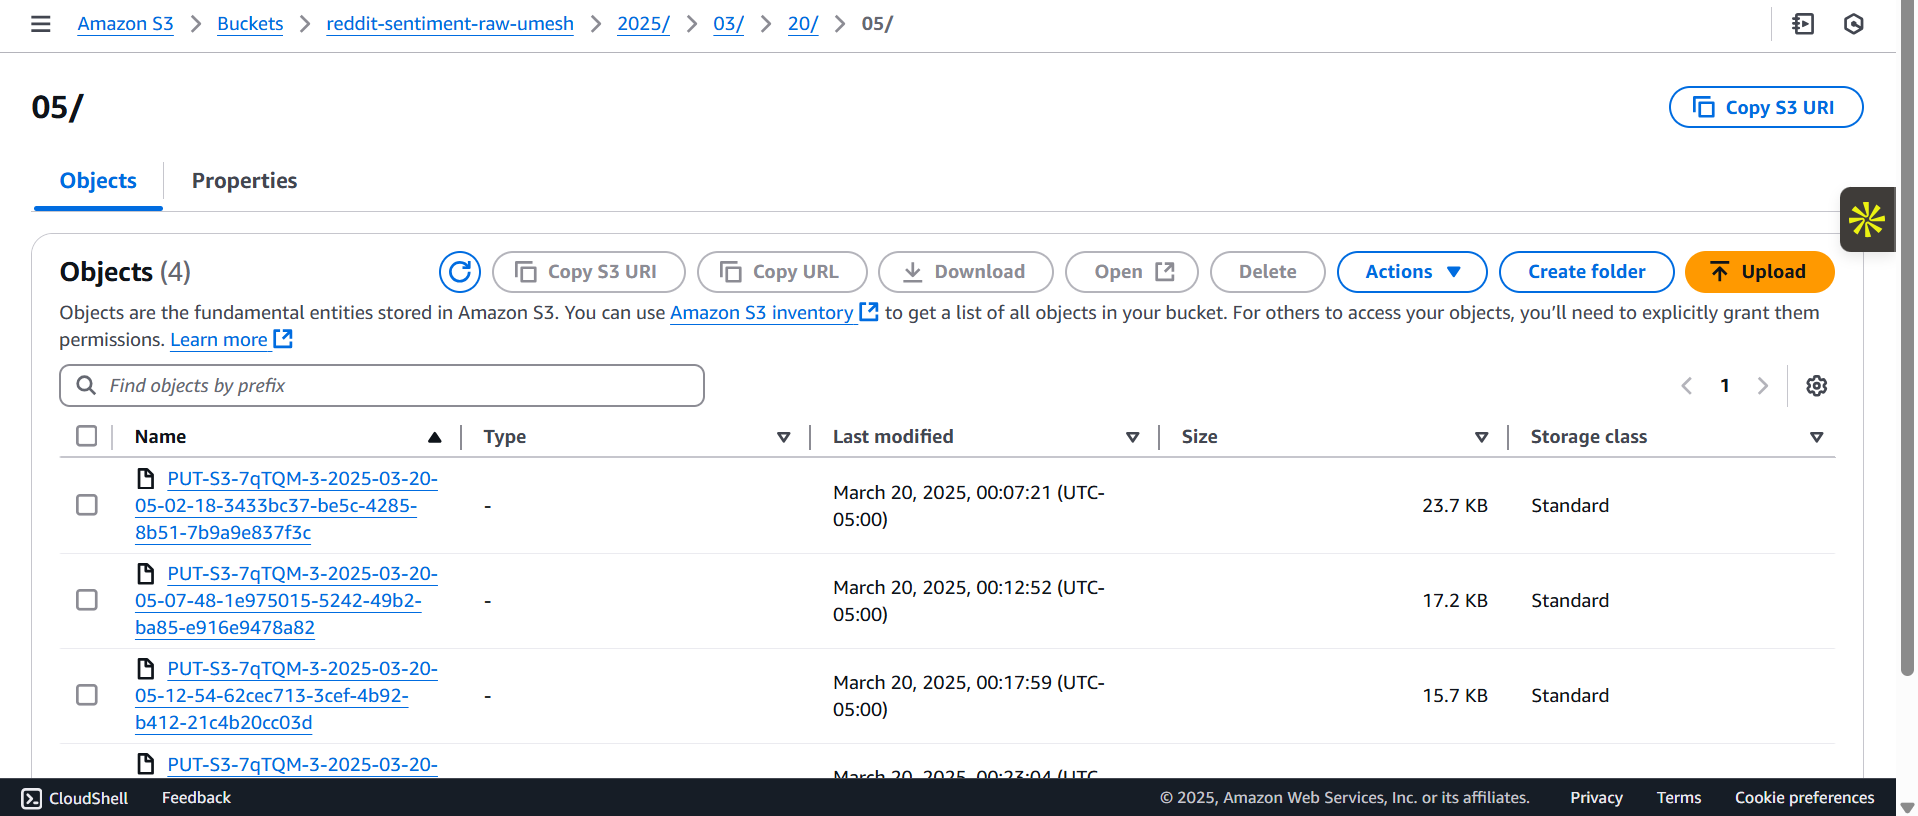 Amazon S3 > Buckets > reddit-sentiment-raw-umesh > 2025/ > 03/ > 20/ > 05/
05/
Copy S3 URI
Objects
Properties
Objects (4)
Copy S3 URI
Copy URL
Download
Open
Delete
Actions
Create folder
Upload
Objects are the fundamental entities stored in Amazon S3. You can use Amazon S3 inventory to get a list of all objects in your bucket. For others to access your objects, you’ll need to explicitly grant them
permissions. Learn more
Find objects by prefix
1
Name
Type
Last modified
Size
Storage class
PUT-S3-7qTQM-3-2025-03-20-
05-02-18-3433bc37-be5c-4285-
8b51-7b9a9e837f3c
-
March 20, 2025, 00:07:21 (UTC-
05:00)
23.7 KB
Standard
PUT-S3-7qTQM-3-2025-03-20-
05-07-48-1e975015-5242-49b2-
ba85-e916e9478a82
-
March 20, 2025, 00:12:52 (UTC-
05:00)
17.2 KB
Standard
PUT-S3-7qTQM-3-2025-03-20-
05-12-54-62cec713-3cef-4b92-
b412-21c4b20cc03d
-
March 20, 2025, 00:17:59 (UTC-
05:00)
15.7 KB
Standard
PUT-S3-7qTQM-3-2025-03-20-
March 20, 2025, 00:23:04 (UTC-
CloudShell
Feedback
© 2025, Amazon Web Services, Inc. or its affiliates.
Privacy
Terms
Cookie preferences